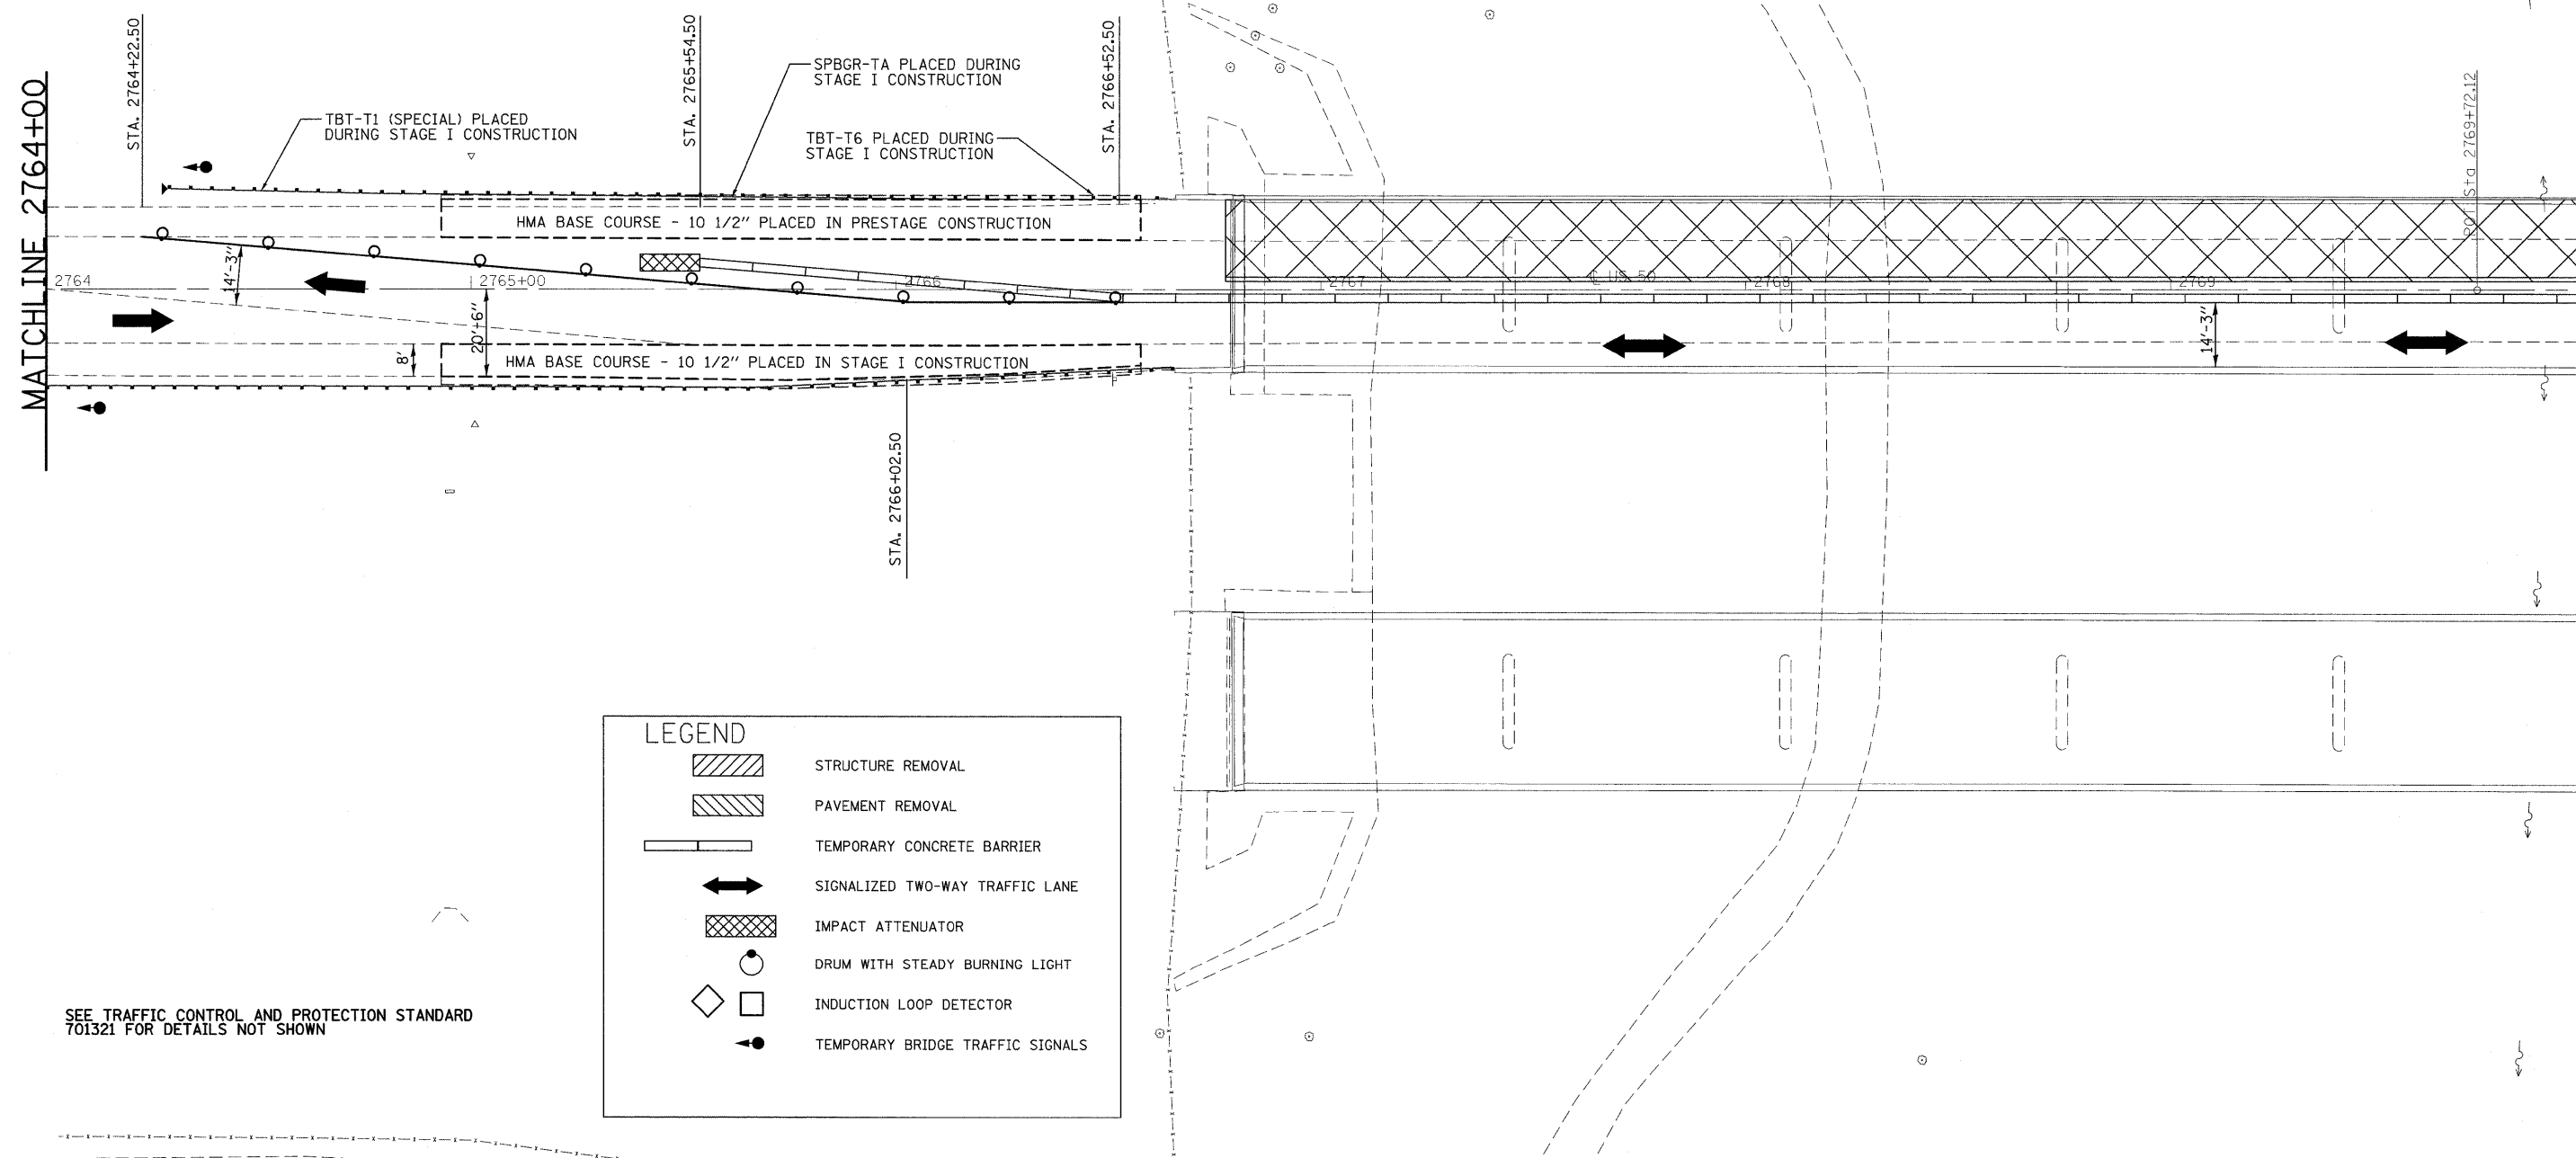 MATCHLINE 2764+00
STA. 2764+22.50
STA. 2765+54.50
STA. 2766+52.50
SPBGR-TA PLACED DURING
STAGE I CONSTRUCTION
TBT-T1 (SPECIAL) PLACED
DURING STAGE I CONSTRUCTION
TBT-T6 PLACED DURING
STAGE I CONSTRUCTION
POT Sta 2769+72.12
HMA BASE COURSE - 10 1/2" PLACED IN PRESTAGE CONSTRUCTION
14'-3"
2764
2765+00
2766
2767
℄ US 50
2768
2769
20'-6"
8'
14'-3"
HMA BASE COURSE - 10 1/2" PLACED IN STAGE I CONSTRUCTION
STA. 2766+02.50
LEGEND
STRUCTURE REMOVAL
PAVEMENT REMOVAL
TEMPORARY CONCRETE BARRIER
SIGNALIZED TWO-WAY TRAFFIC LANE
IMPACT ATTENUATOR
DRUM WITH STEADY BURNING LIGHT
INDUCTION LOOP DETECTOR
TEMPORARY BRIDGE TRAFFIC SIGNALS
SEE TRAFFIC CONTROL AND PROTECTION STANDARD
701321 FOR DETAILS NOT SHOWN